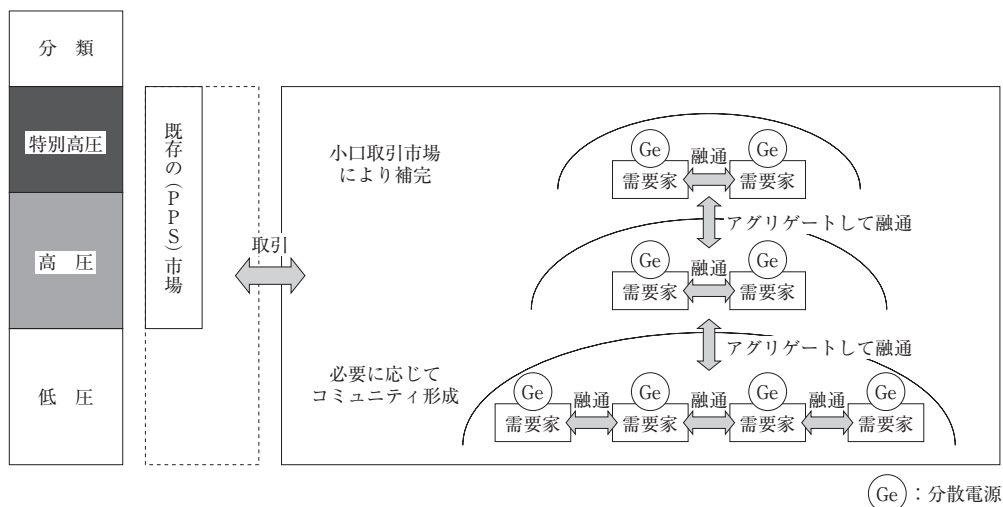 分 類
特別高圧
高 圧
低 圧
既存の(PPS)市場
取引
小口取引市場
により補完
必要に応じて
コミュニティ形成
Ge
Ge
融通
需要家
需要家
アグリゲートして融通
Ge
Ge
融通
需要家
需要家
アグリゲートして融通
Ge
Ge
Ge
Ge
融通
融通
融通
需要家
需要家
需要家
需要家
Ge:分散電源